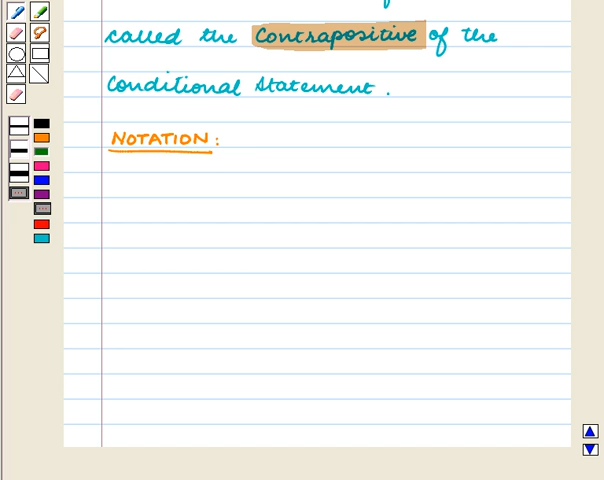 called the Contrapositive of the
Conditional Statement.
NOTATION: